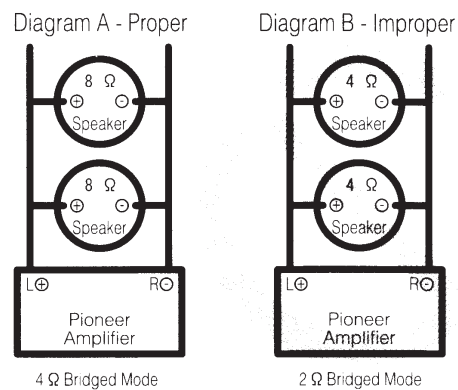 Diagram A - Proper
8 Ω
⊕ ⊖
Speaker
8 Ω
⊕ ⊖
Speaker
L⊕ R⊖
Pioneer
Amplifier
4 Ω Bridged Mode
Diagram B - Improper
4 Ω
⊕ ⊖
Speaker
4 Ω
⊕ ⊖
Speaker
L⊕ R⊖
Pioneer
Amplifier
2 Ω Bridged Mode